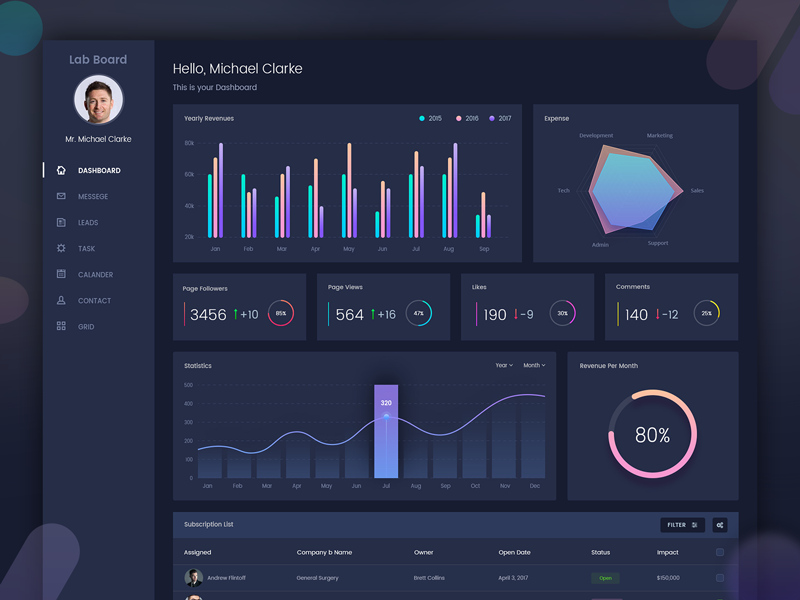 Lab Board
Mr. Michael Clarke
DASHBOARD
MESSEGE
LEADS
TASK
CALANDER
CONTACT
GRID
Hello, Michael Clarke
This is your Dashboard
Yearly Revenues
2015 2016 2017
80k
60k
40k
20k
Jan Feb Mar Apr May Jun Jul Aug Sep
Expense
Development Marketing
Tech Sales
Admin Support
Page Followers
3456 +10 85%
Page Views
564 +16 47%
Likes
190 -9 30%
Comments
140 -12 25%
Statistics Year Month
500
400
300
200
100
0
320
Jan Feb Mar Apr May Jun Jul Aug Sep Oct Nov Dec
Revenue Per Month
80%
Subscription List FILTER
Assigned Company b Name Owner Open Date Status Impact
Andrew Flintoff General Surgery Brett Collins April 3, 2017 Open $150,000